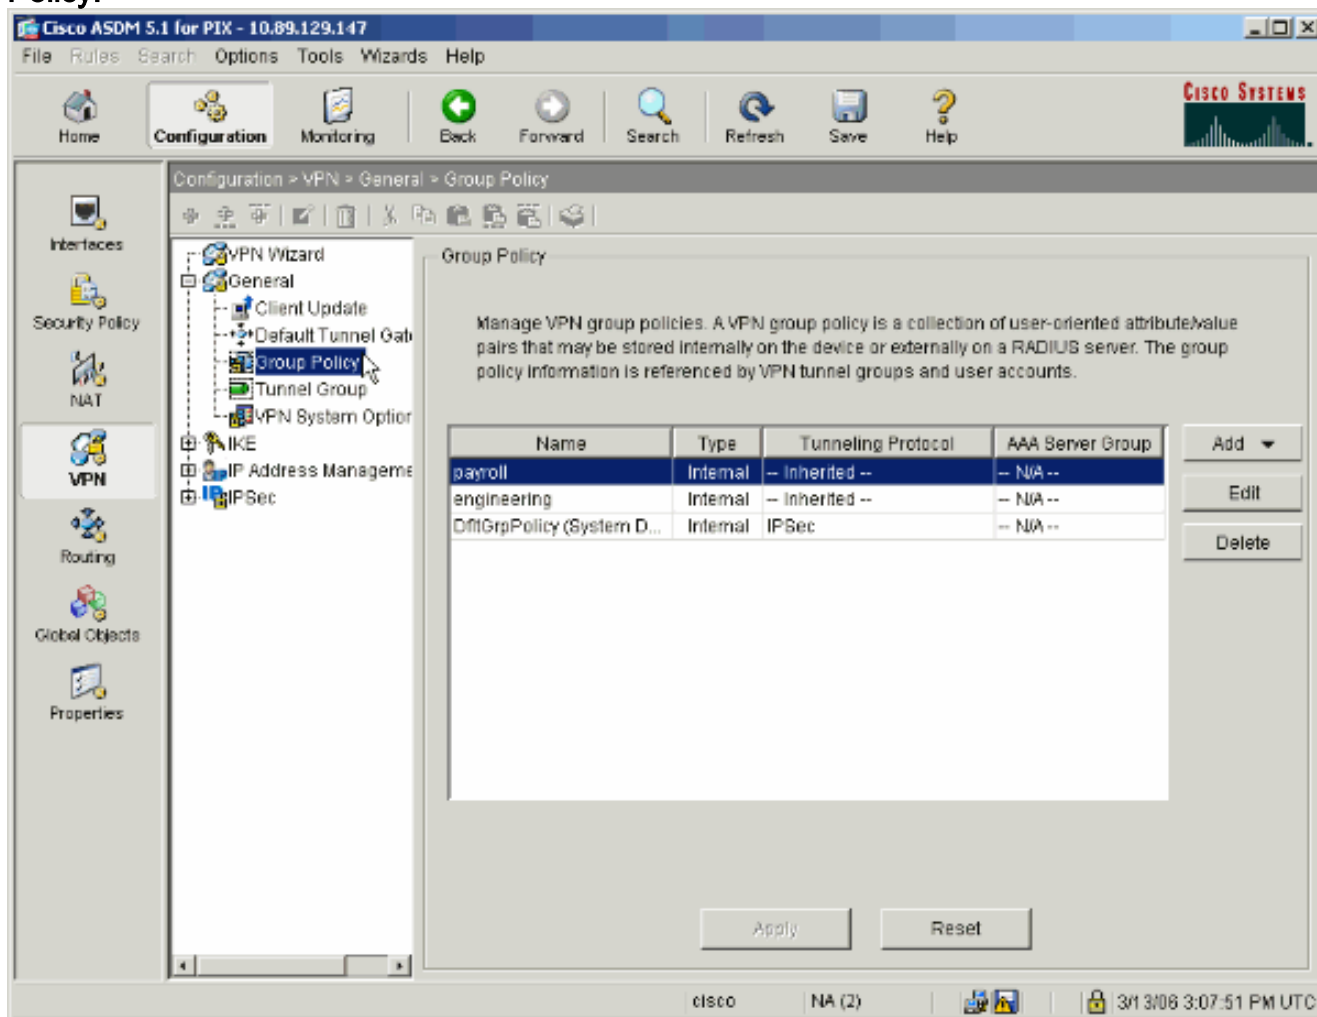 Policy.
Cisco ASDM 5.1 for PIX - 10.89.129.147
File Rules Search Options Tools Wizards Help
Home Configuration Monitoring Back Forward Search Refresh Save Help
CISCO SYSTEMS
Configuration > VPN > General > Group Policy
Interfaces
Security Policy
NAT
VPN
Routing
Global Objects
Properties
VPN Wizard
General
Client Update
Default Tunnel Gat
Group Policy
Tunnel Group
VPN System Option
IKE
IP Address Manageme
IPSec
Group Policy
Manage VPN group policies. A VPN group policy is a collection of user-oriented attribute/value
pairs that may be stored internally on the device or externally on a RADIUS server. The group
policy information is referenced by VPN tunnel groups and user accounts.
Name Type Tunneling Protocol AAA Server Group
payroll Internal -- Inherited -- -- N/A --
engineering Internal -- Inherited -- -- N/A --
DfltGrpPolicy (System D... Internal IPSec -- N/A --
Add
Edit
Delete
Apply Reset
cisco NA (2) 3/13/06 3:07:51 PM UTC